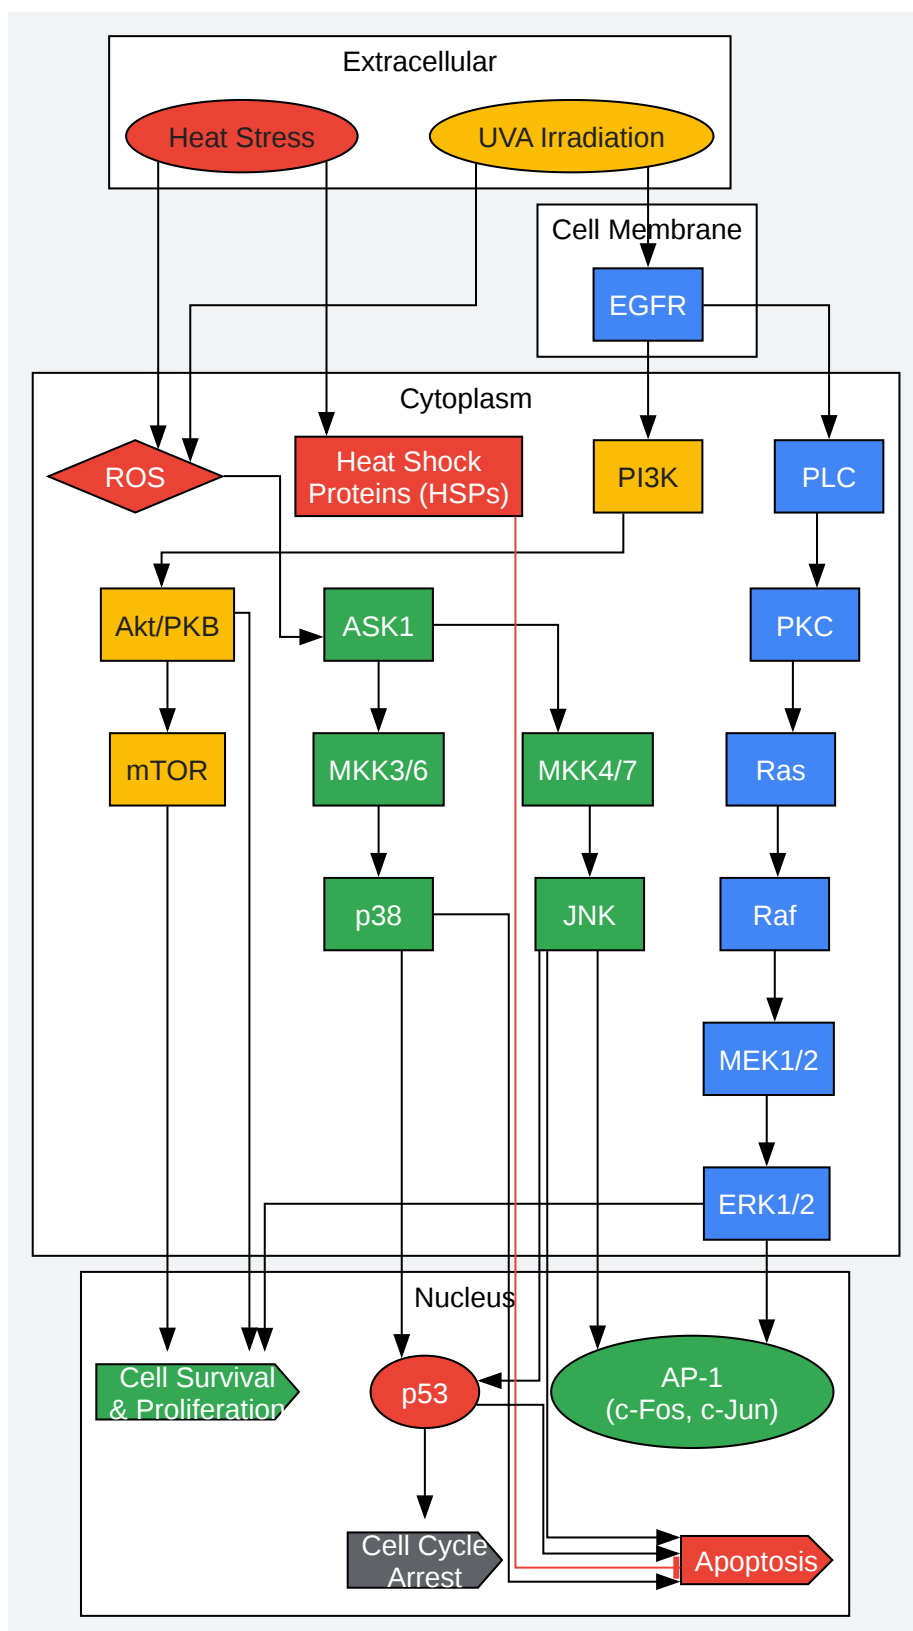 Extracellular
Heat Stress
UVA Irradiation
Cell Membrane
EGFR
Cytoplasm
ROS
Heat Shock
Proteins (HSPs)
PI3K
PLC
Akt/PKB
ASK1
PKC
mTOR
MKK3/6
MKK4/7
Ras
p38
JNK
Raf
MEK1/2
ERK1/2
Nucleus
Cell Survival
& Proliferation
p53
AP-1
(c-Fos, c-Jun)
Cell Cycle
Arrest
Apoptosis